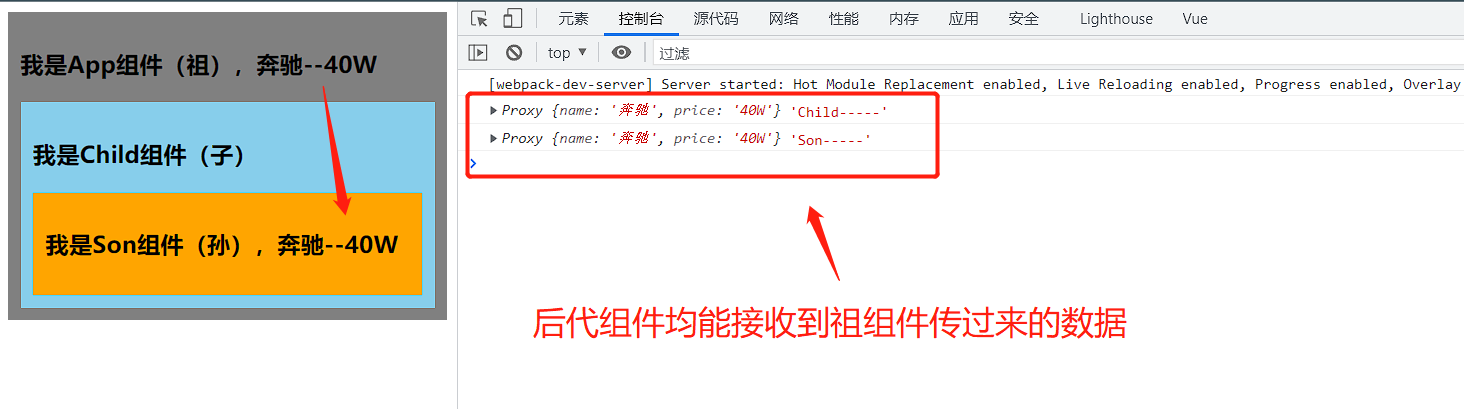 我是App组件（祖），奔驰--40W
我是Child组件（子）
我是Son组件（孙），奔驰--40W
元素 控制台 源代码 网络 性能 内存 应用 安全 Lighthouse Vue
top ▼ 过滤
[webpack-dev-server] Server started: Hot Module Replacement enabled, Live Reloading enabled, Progress enabled, Overlay
▶Proxy {name: '奔驰', price: '40W'} 'Child-----'
▶Proxy {name: '奔驰', price: '40W'} 'Son-----'
>
后代组件均能接收到祖组件传过来的数据